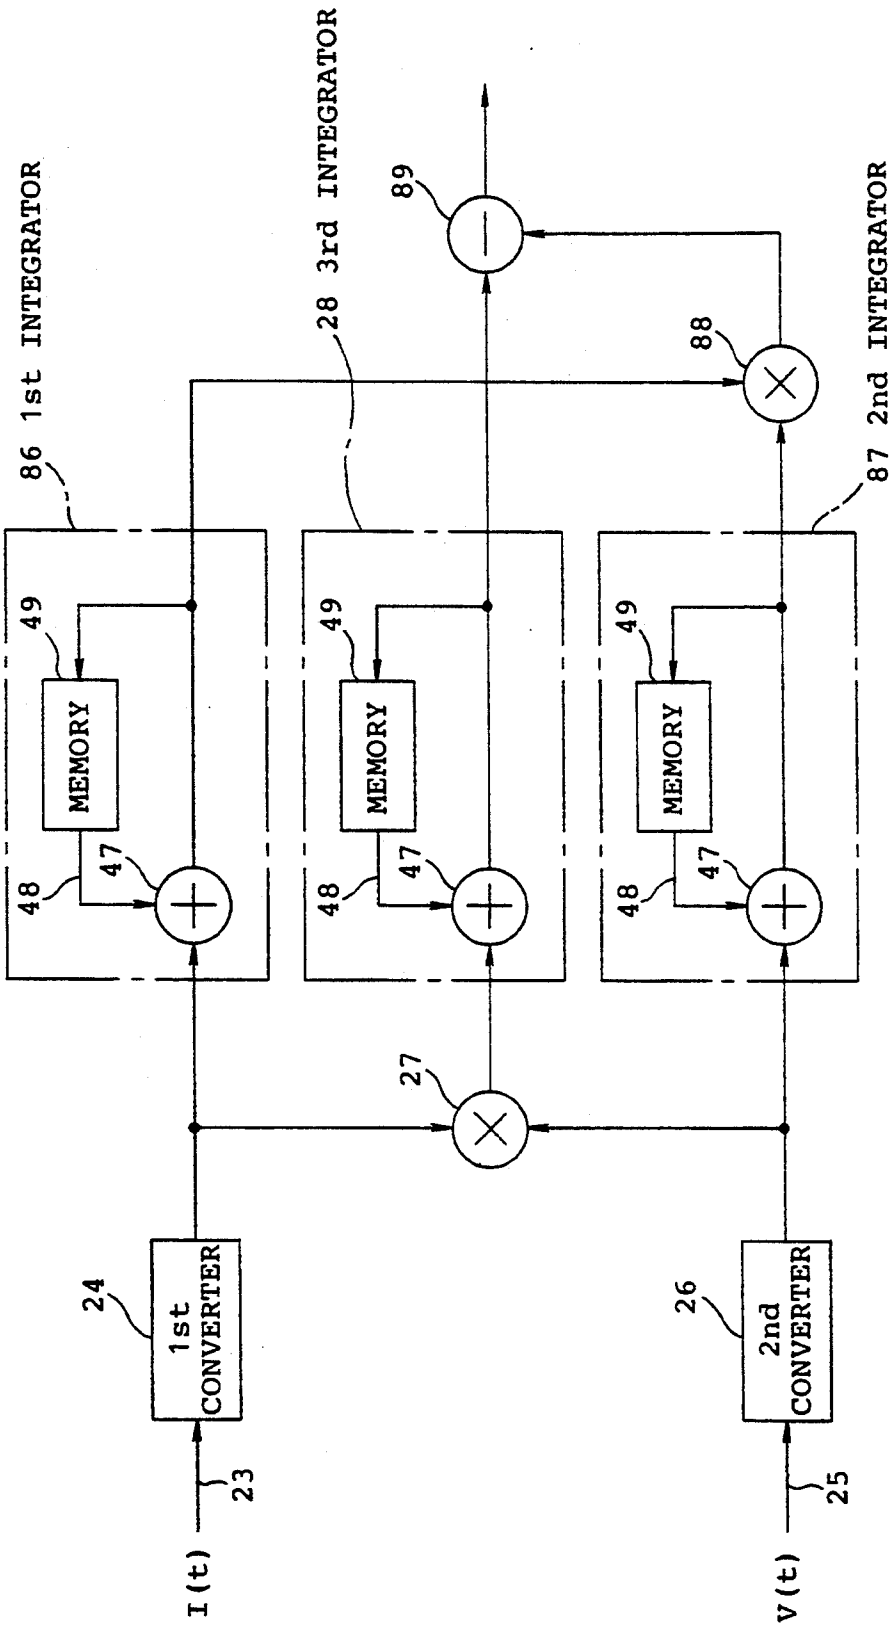 86 1st INTEGRATOR
49
MEMORY
48
47
28 3rd INTEGRATOR
49
MEMORY
48
47
87 2nd INTEGRATOR
49
MEMORY
48
47
I(t)
23
24
1st
CONVERTER
27
V(t)
25
26
2nd
CONVERTER
88
89